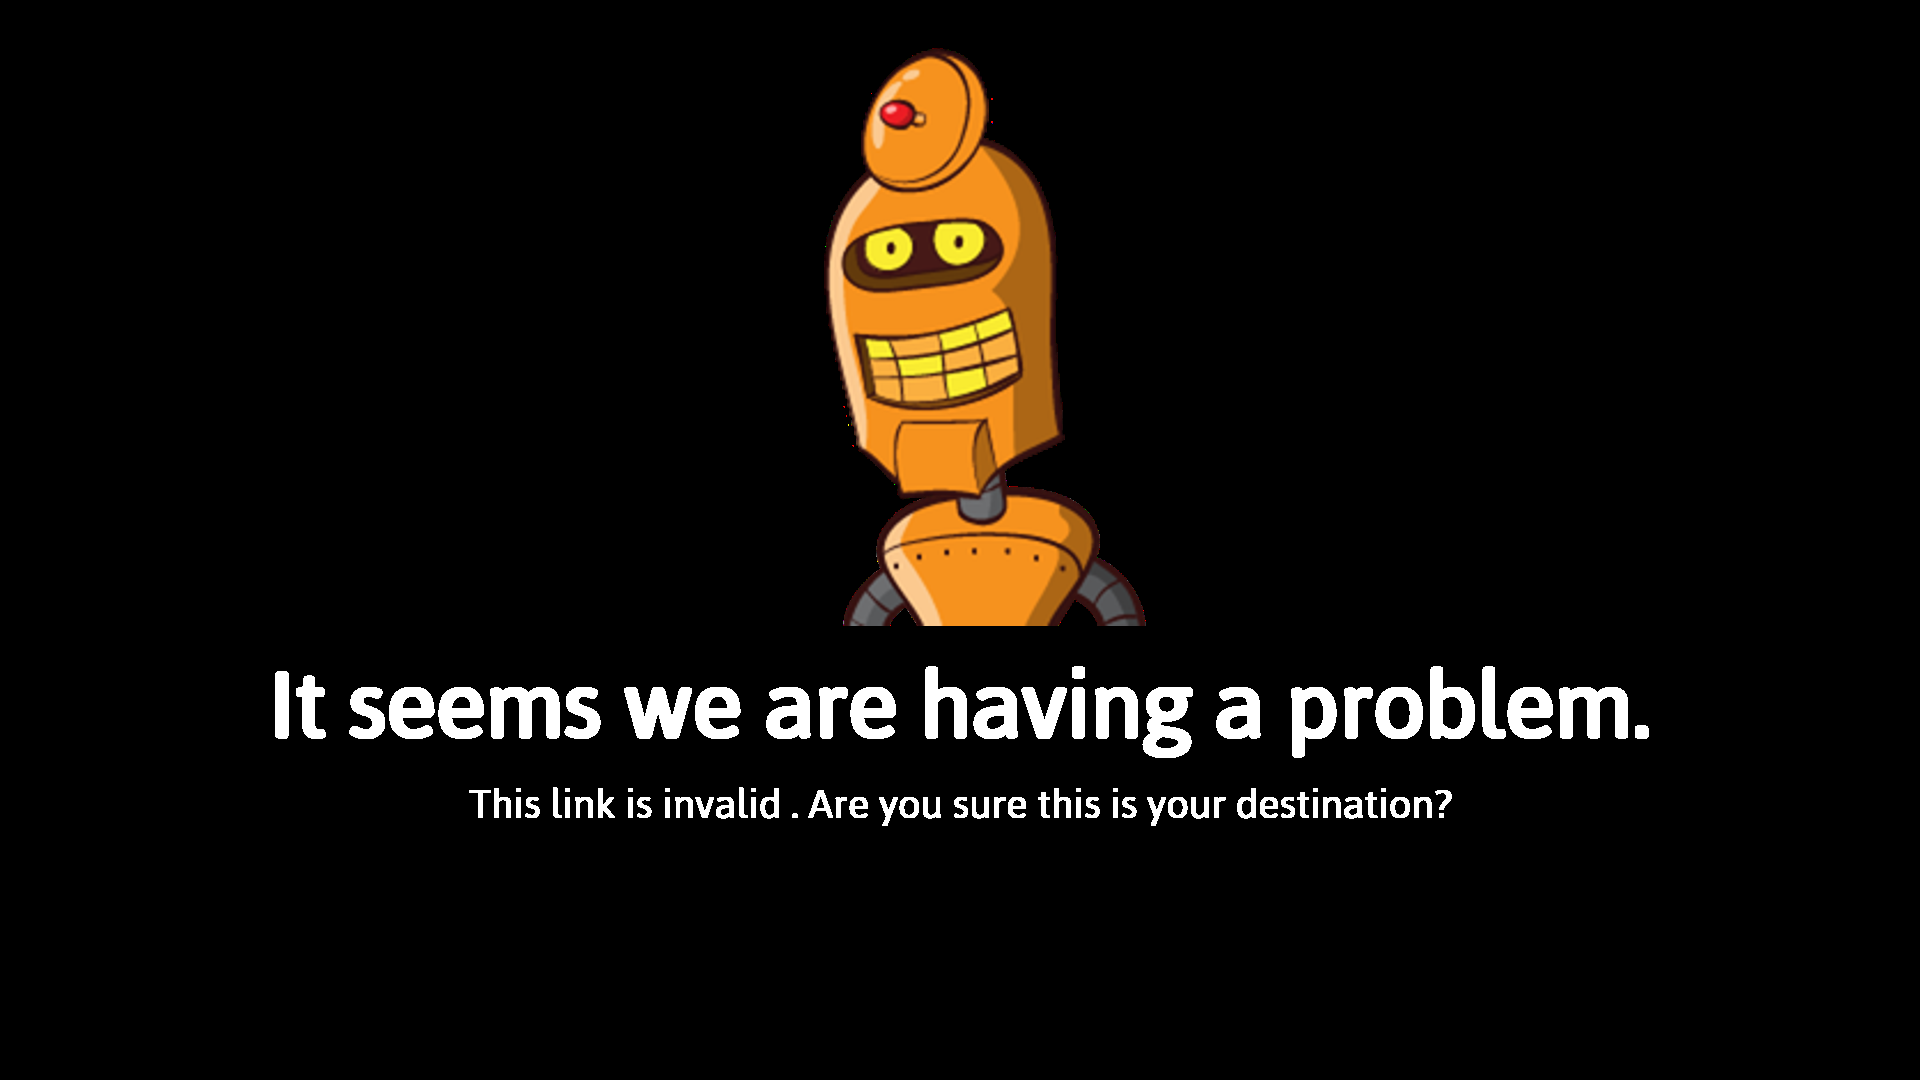 It seems we are having a problem.
This link is invalid . Are you sure this is your destination?